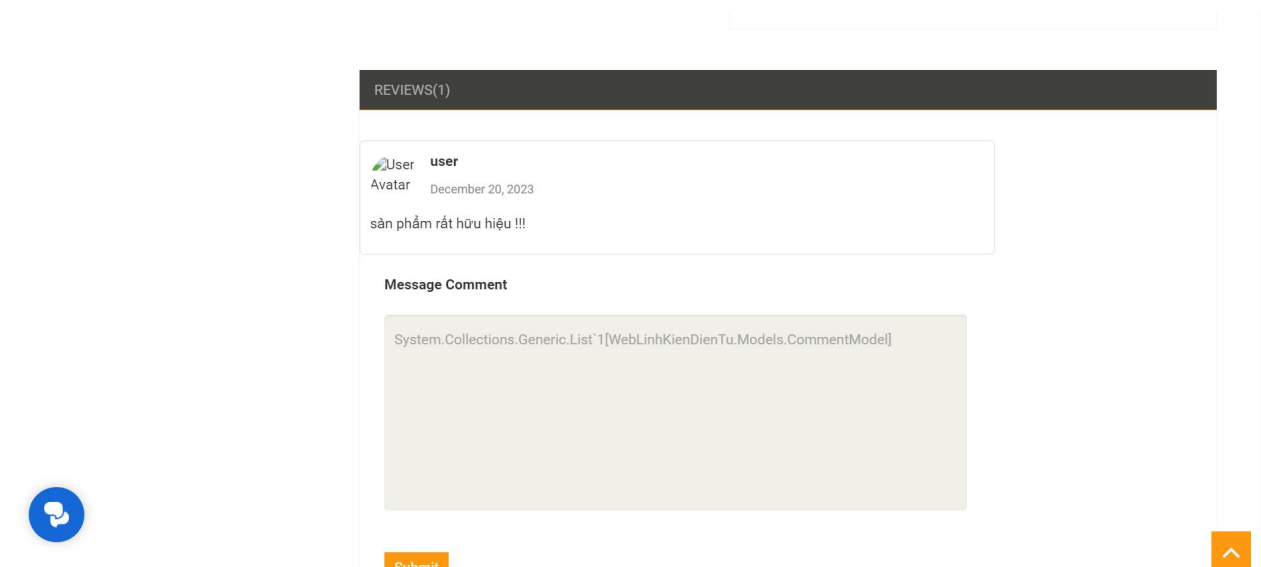 REVIEWS(1)
User
Avatar
user
December 20, 2023
sản phẩm rất hữu hiệu !!!
Message Comment
System.Collections.Generic.List`1[WebLinhKienDienTu.Models.CommentModel]
Submit